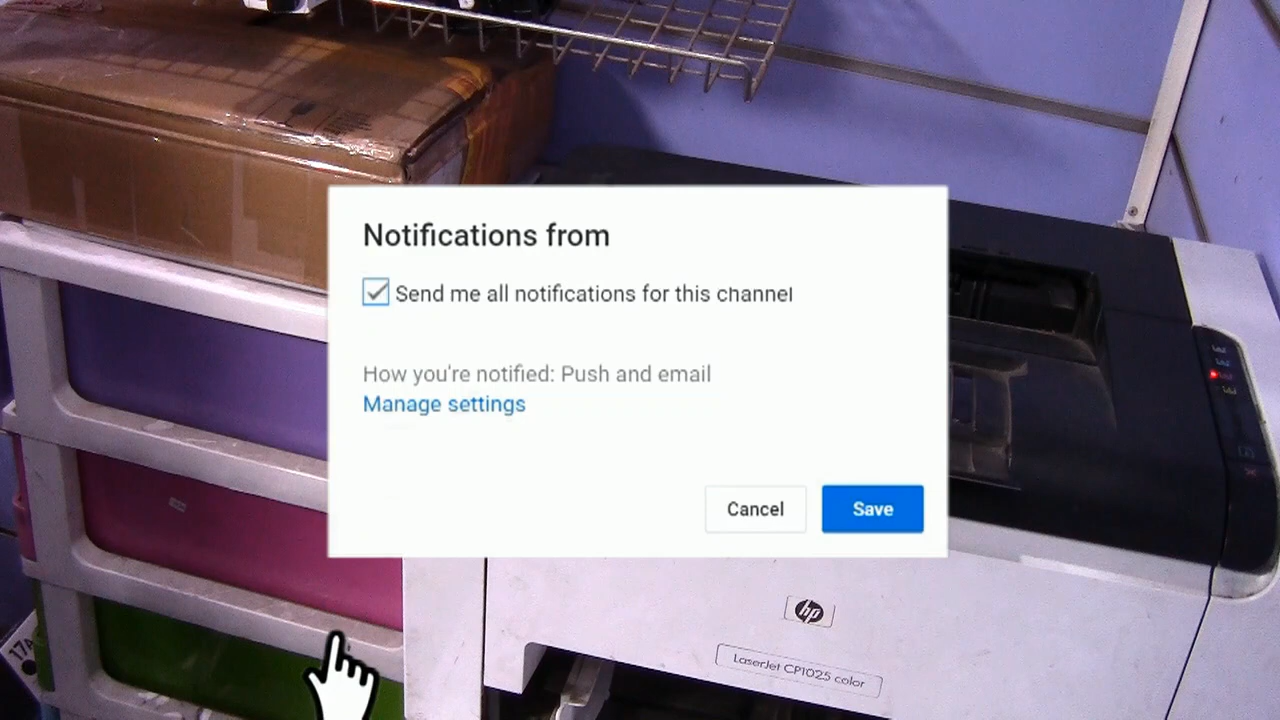 Notifications from
Send me all notifications for this channel
How you're notified: Push and email
Manage settings
Cancel
Save
hp
LaserJet CP1025 color
17A